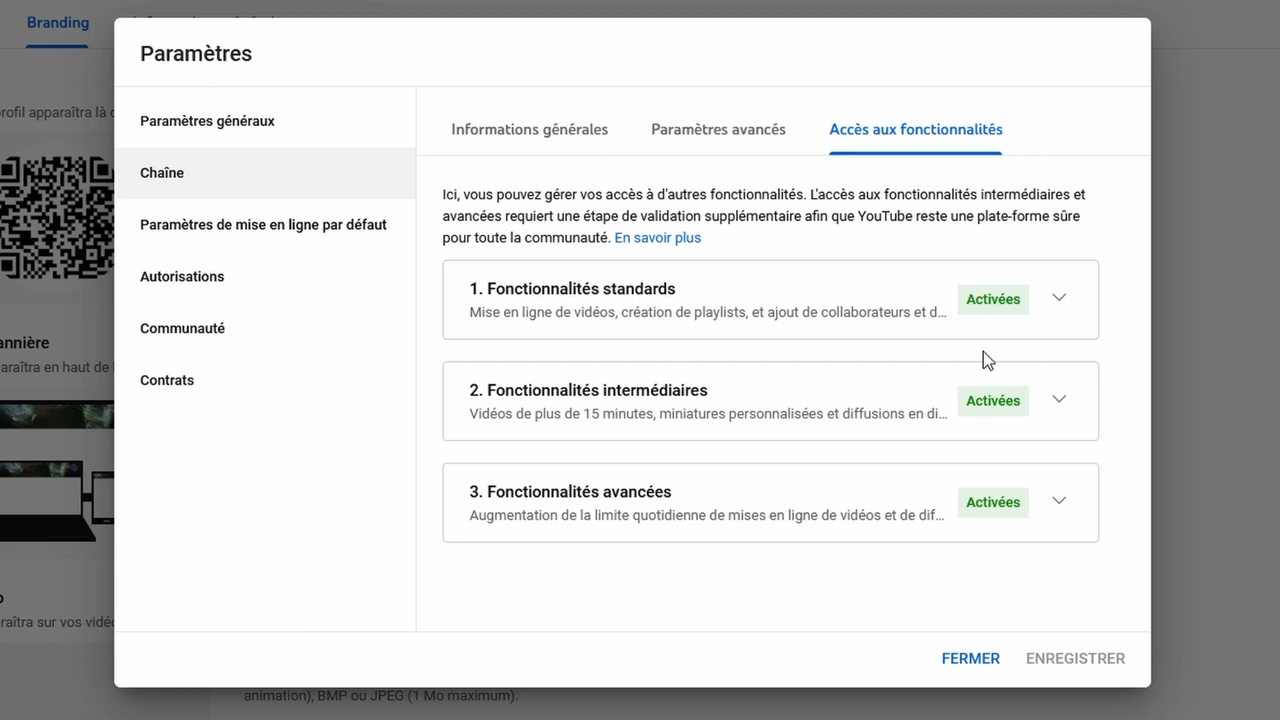 Branding
Paramètres
Paramètres généraux
Chaîne
Paramètres de mise en ligne par défaut
Autorisations
Communauté
Contrats
Informations générales
Paramètres avancés
Accès aux fonctionnalités
Ici, vous pouvez gérer vos accès à d'autres fonctionnalités. L'accès aux fonctionnalités intermédiaires et
avancées requiert une étape de validation supplémentaire afin que YouTube reste une plate-forme sûre
pour toute la communauté. En savoir plus
1. Fonctionnalités standards
Mise en ligne de vidéos, création de playlists, et ajout de collaborateurs et d...
Activées
2. Fonctionnalités intermédiaires
Vidéos de plus de 15 minutes, miniatures personnalisées et diffusions en di...
Activées
3. Fonctionnalités avancées
Augmentation de la limite quotidienne de mises en ligne de vidéos et de dif...
Activées
FERMER
ENREGISTRER
rofil apparaîtra là
annière
araîtra en haut de
raîtra sur vos vidé
animation), BMP ou JPEG (1 Mo maximum).